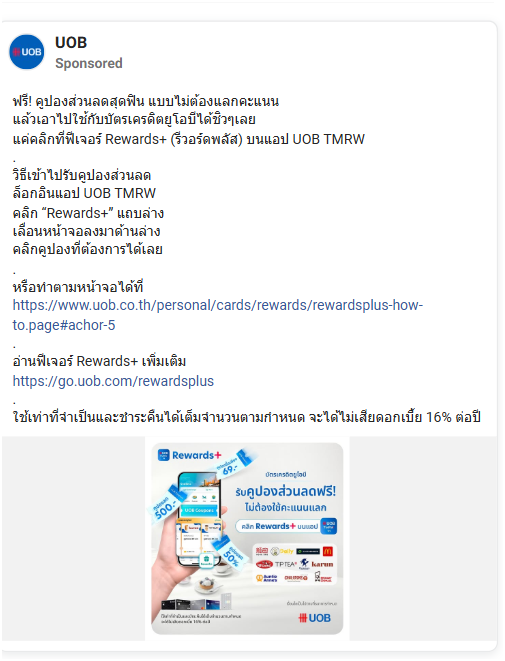 UOB
Sponsored
ฟรี! คูปองส่วนลดสุดฟิน แบบไม่ต้องแลกคะแนน
แล้วเอาไปใช้กับบัตรเครดิตยูโอบีได้ชิวๆเลย
แค่คลิกที่ฟีเจอร์ Rewards+ (รีวอร์ดพลัส) บนแอป UOB TMRW
.
วิธีเข้าไปรับคูปองส่วนลด
ล็อกอินแอป UOB TMRW
คลิก “Rewards+” แถบล่าง
เลื่อนหน้าจอลงมาด้านล่าง
คลิกคูปองที่ต้องการได้เลย
.
หรือทำตามหน้าจอได้ที่
https://www.uob.co.th/personal/cards/rewards/rewardsplus-how-
to.page#achor-5
.
อ่านฟีเจอร์ Rewards+ เพิ่มเติม
https://go.uob.com/rewardsplus
.
ใช้เท่าที่จำเป็นและชำระคืนได้เต็มจำนวนตามกำหนด จะได้ไม่เสียดอกเบี้ย 16% ต่อปี
Rewards+
69.-
500.-
UOB Coupons
50%
บัตรเครดิตยูโอบี
รับคูปองส่วนลดฟรี!
ไม่ต้องใช้คะแนนแลก
คลิก Rewards+ บนแอป
karun
Auntie Anne's
UOB